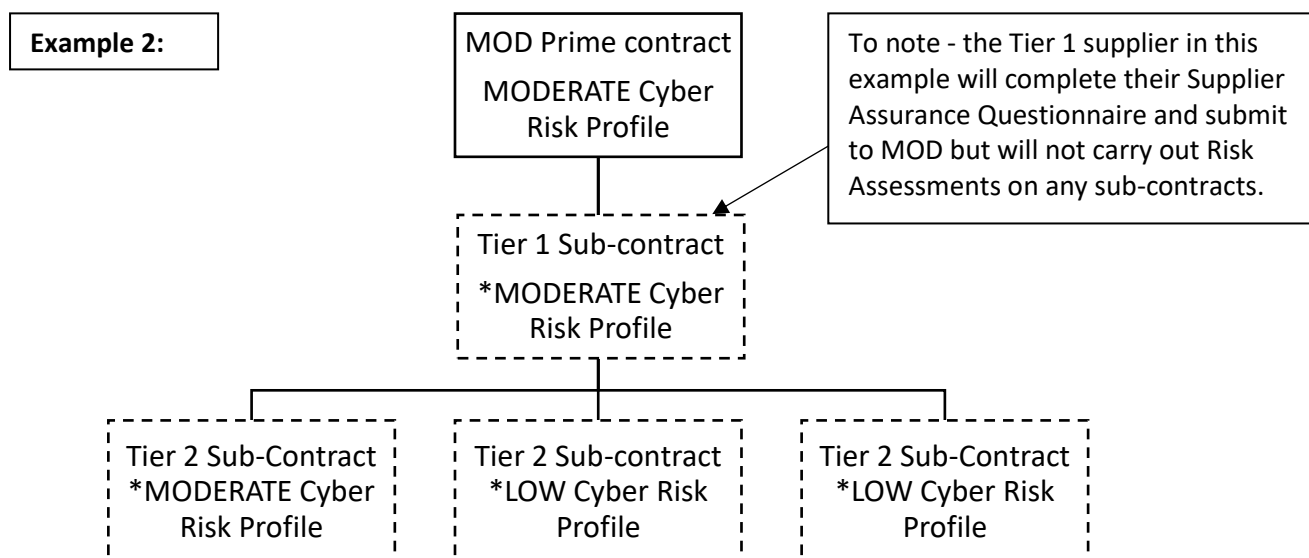 Example 2:
MOD Prime contract
MODERATE Cyber
Risk Profile
To note - the Tier 1 supplier in this
example will complete their Supplier
Assurance Questionnaire and submit
to MOD but will not carry out Risk
Assessments on any sub-contracts.
Tier 1 Sub-contract
*MODERATE Cyber
Risk Profile
Tier 2 Sub-Contract
*MODERATE Cyber
Risk Profile
Tier 2 Sub-contract
*LOW Cyber Risk
Profile
Tier 2 Sub-Contract
*LOW Cyber Risk
Profile